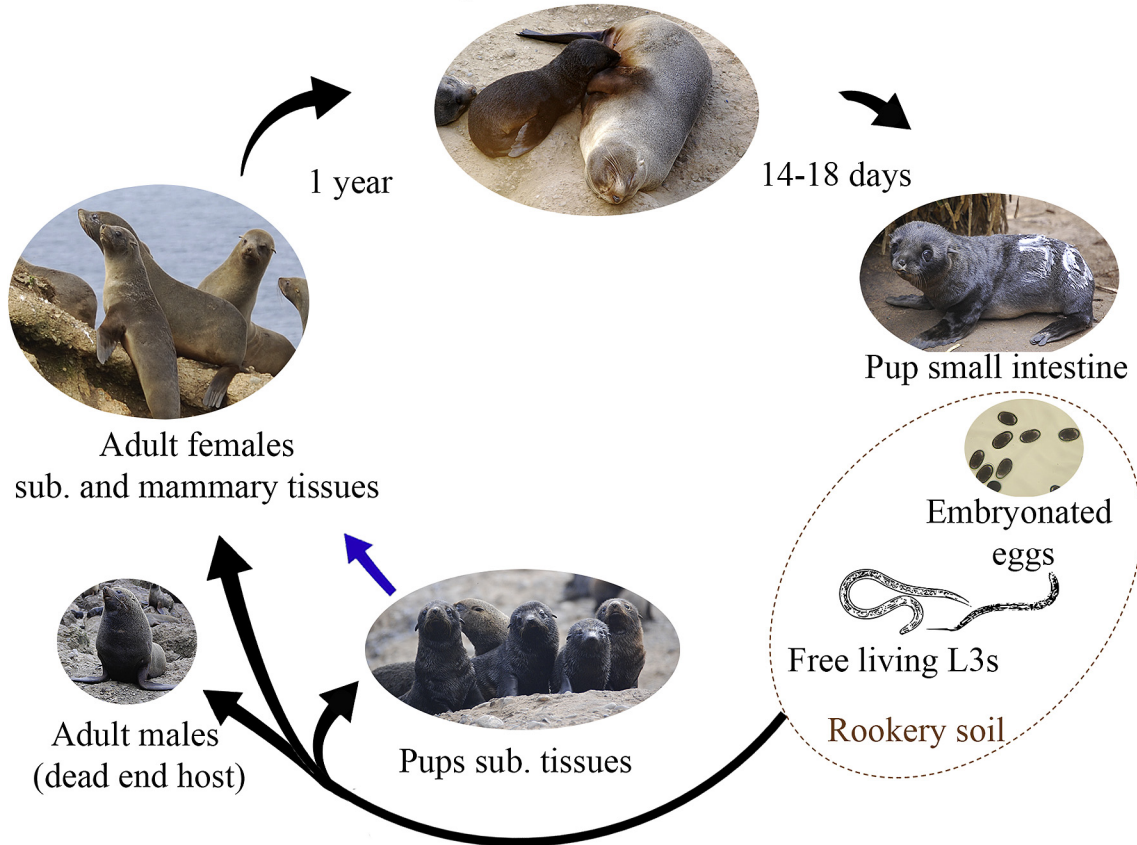 1 year
14-18 days
Pup small intestine
Adult females
sub. and mammary tissues
Embryonated
eggs
Free living L3s
Rookery soil
Adult males
(dead end host)
Pups sub. tissues